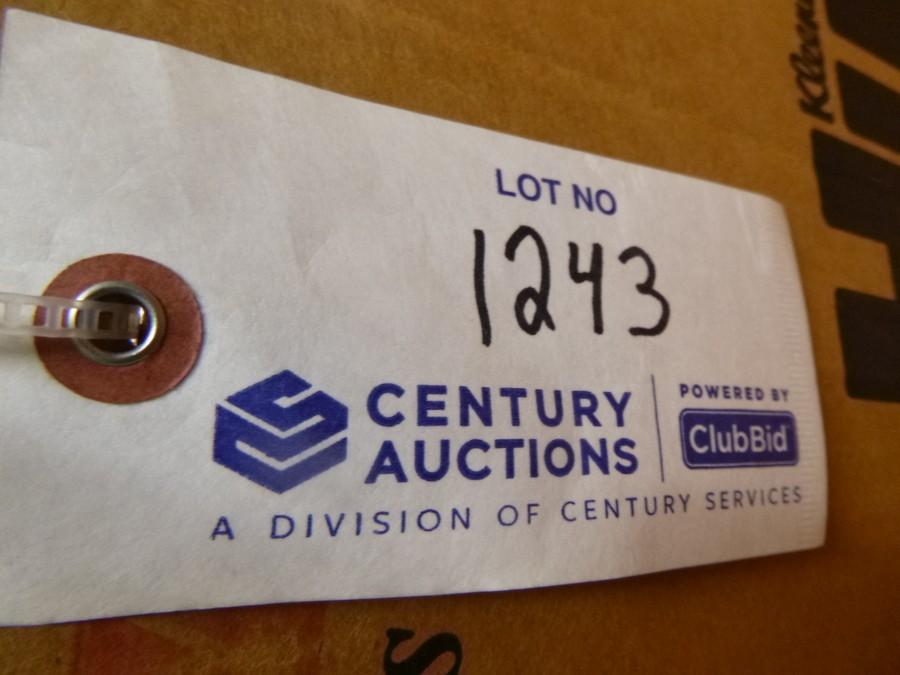 LOT NO
1243
CENTURY
AUCTIONS
POWERED BY
ClubBid
A DIVISION OF CENTURY SERVICES